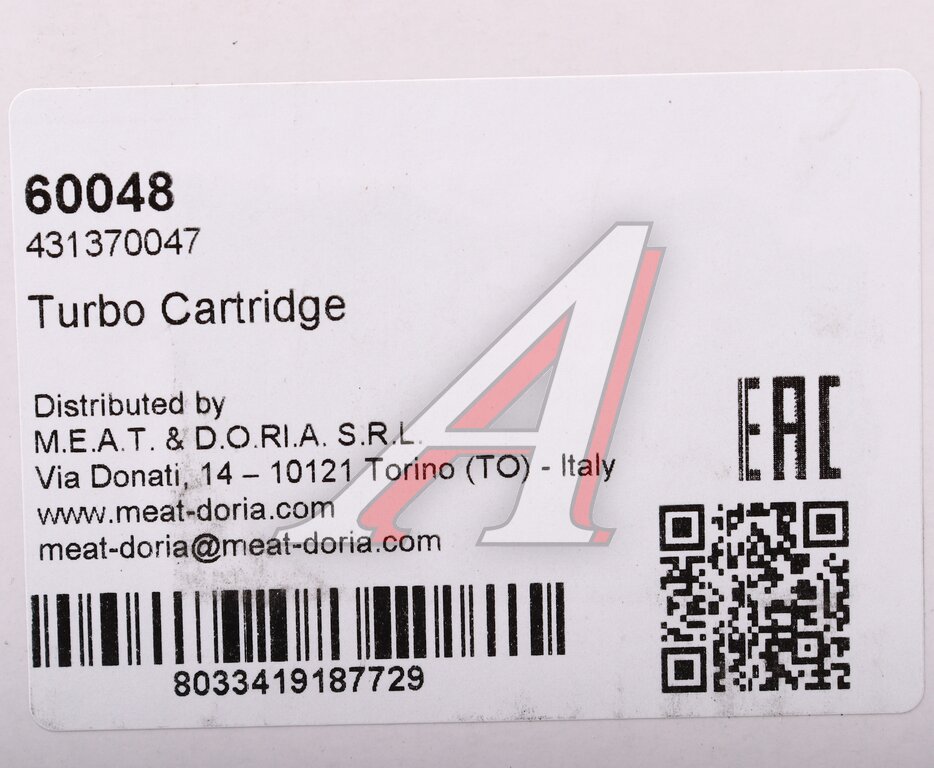 60048
431370047
Turbo Cartridge
Distributed by
M.E.A.T. & D.O.RI.A. S.R.L.
Via Donati, 14 – 10121 Torino (TO) - Italy
www.meat-doria.com
meat-doria@meat-doria.com
EAC
8033419187729
A